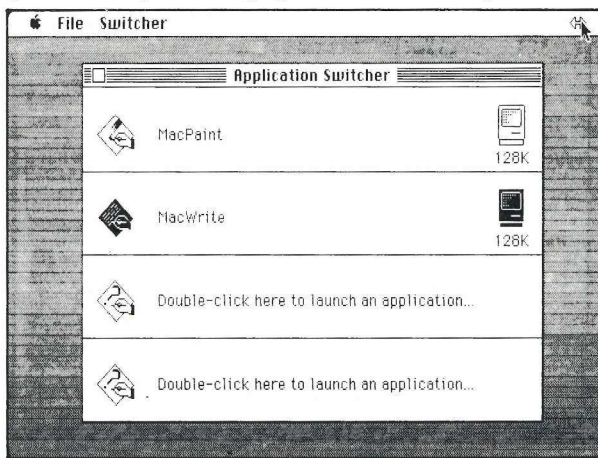 File Switcher
Application Switcher
MacPaint
128K
MacWrite
128K
Double-click here to launch an application...
Double-click here to launch an application...